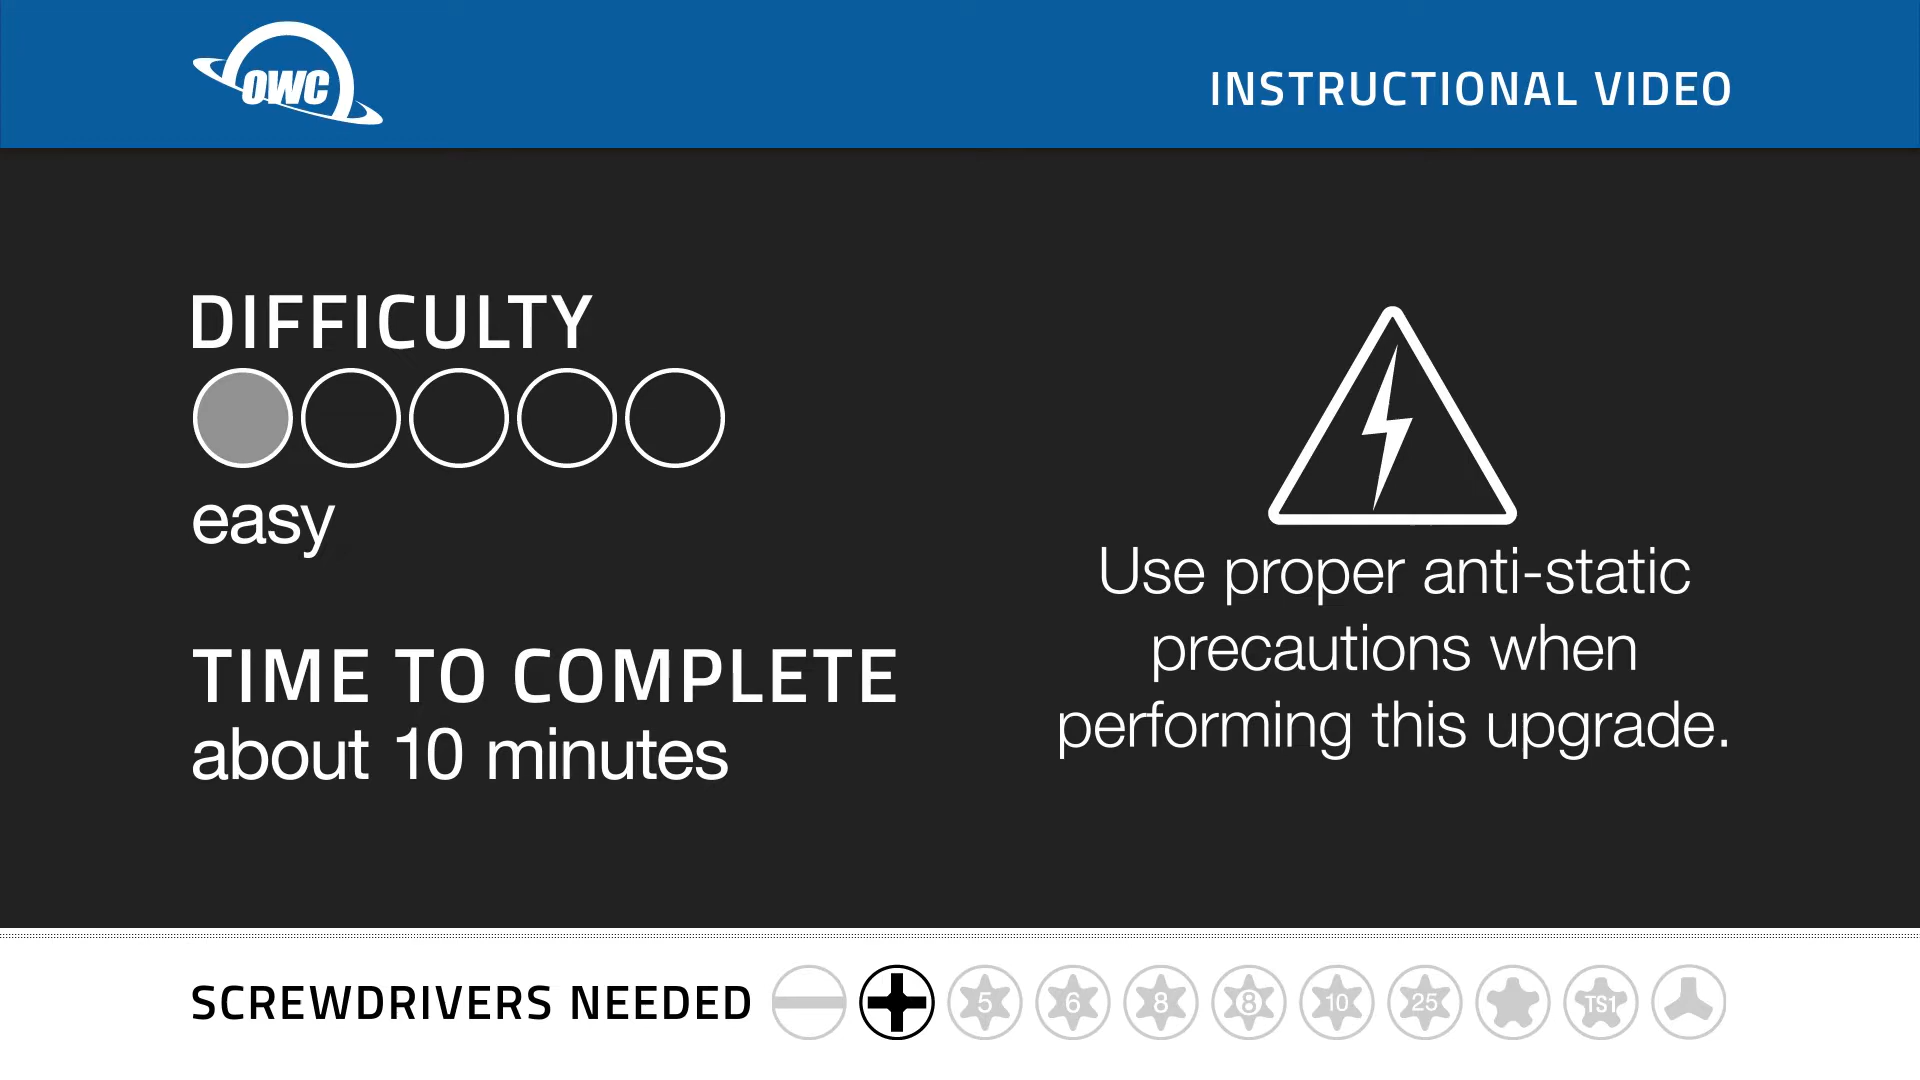 OWC
INSTRUCTIONAL VIDEO
DIFFICULTY
easy
TIME TO COMPLETE
about 10 minutes
Use proper anti-static
precautions when
performing this upgrade.
SCREWDRIVERS NEEDED
5 6 8 8 10 25 TS1